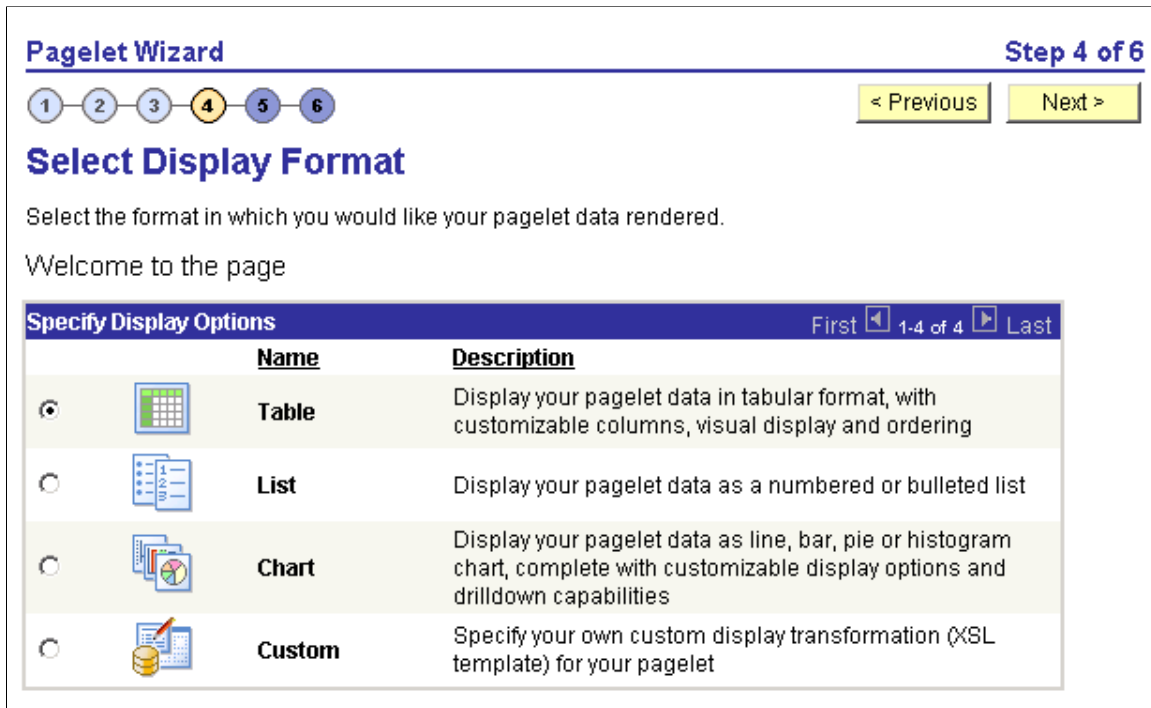 Pagelet Wizard
Step 4 of 6
1 2 3 4 5 6
< Previous
Next >
Select Display Format
Select the format in which you would like your pagelet data rendered.
Welcome to the page
Specify Display Options
First 1-4 of 4 Last
Name
Description
Table
Display your pagelet data in tabular format, with
customizable columns, visual display and ordering
List
Display your pagelet data as a numbered or bulleted list
Chart
Display your pagelet data as line, bar, pie or histogram
chart, complete with customizable display options and
drilldown capabilities
Custom
Specify your own custom display transformation (XSL
template) for your pagelet